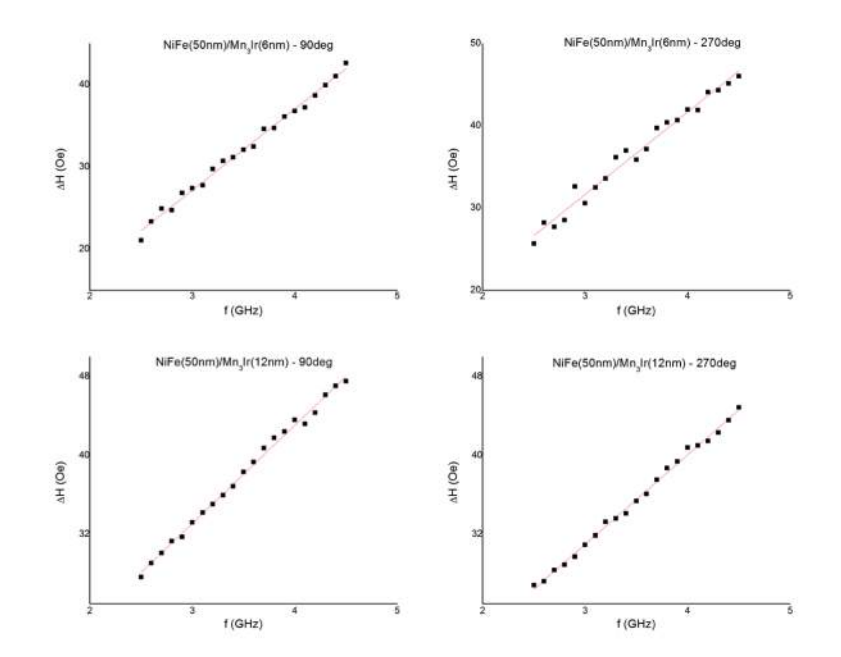 NiFe(50nm)/Mn₃Ir(6nm) - 90deg
40
30
20
ΔH (Oe)
2 3 4 5
f (GHz)
NiFe(50nm)/Mn₃Ir(6nm) - 270deg
50
40
30
20
ΔH (Oe)
2 3 4 5
f (GHz)
NiFe(50nm)/Mn₃Ir(12nm) - 90deg
48
40
32
ΔH (Oe)
2 3 4 5
f (GHz)
NiFe(50nm)/Mn₃Ir(12nm) - 270deg
48
40
32
ΔH (Oe)
2 3 4 5
f (GHz)